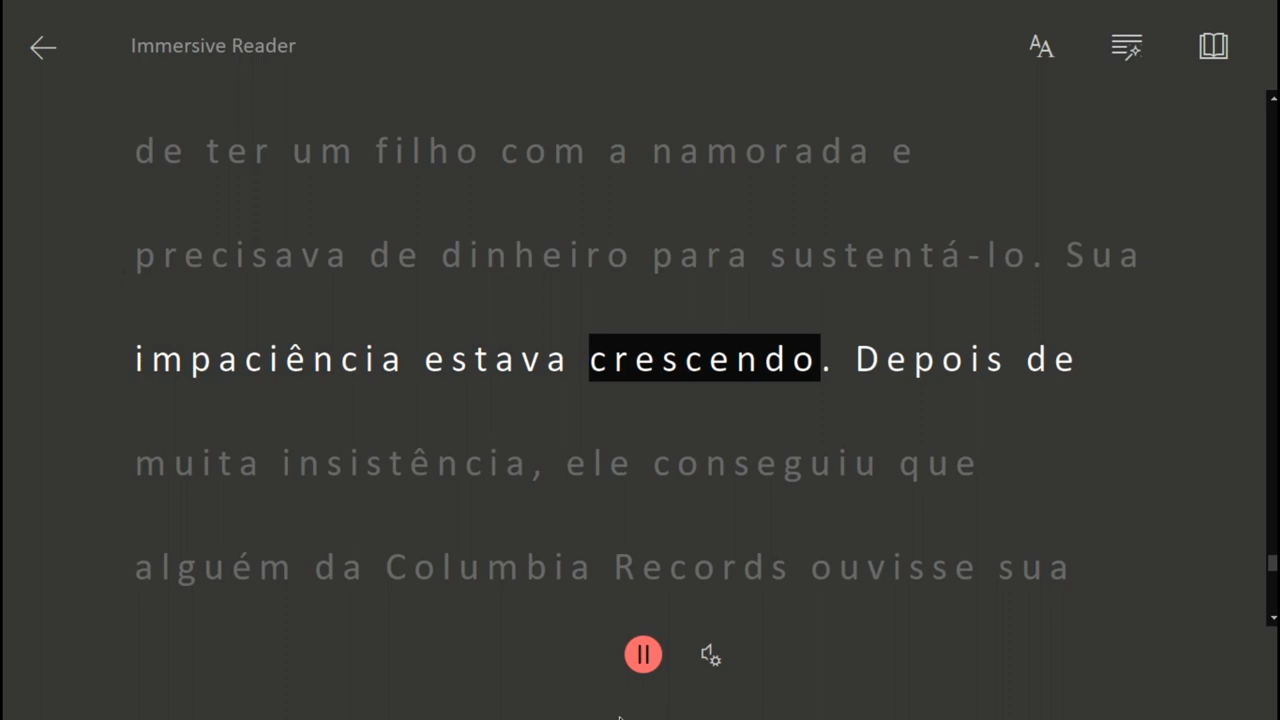 Immersive Reader
de ter um filho com a namorada e
precisava de dinheiro para sustentá-lo. Sua
impaciência estava crescendo. Depois de
muita insistência, ele conseguiu que
alguém da Columbia Records ouvisse sua